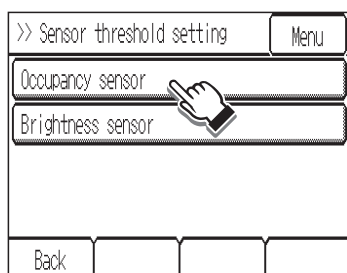 >> Sensor threshold setting
Menu
Occupancy sensor
Brightness sensor
Back